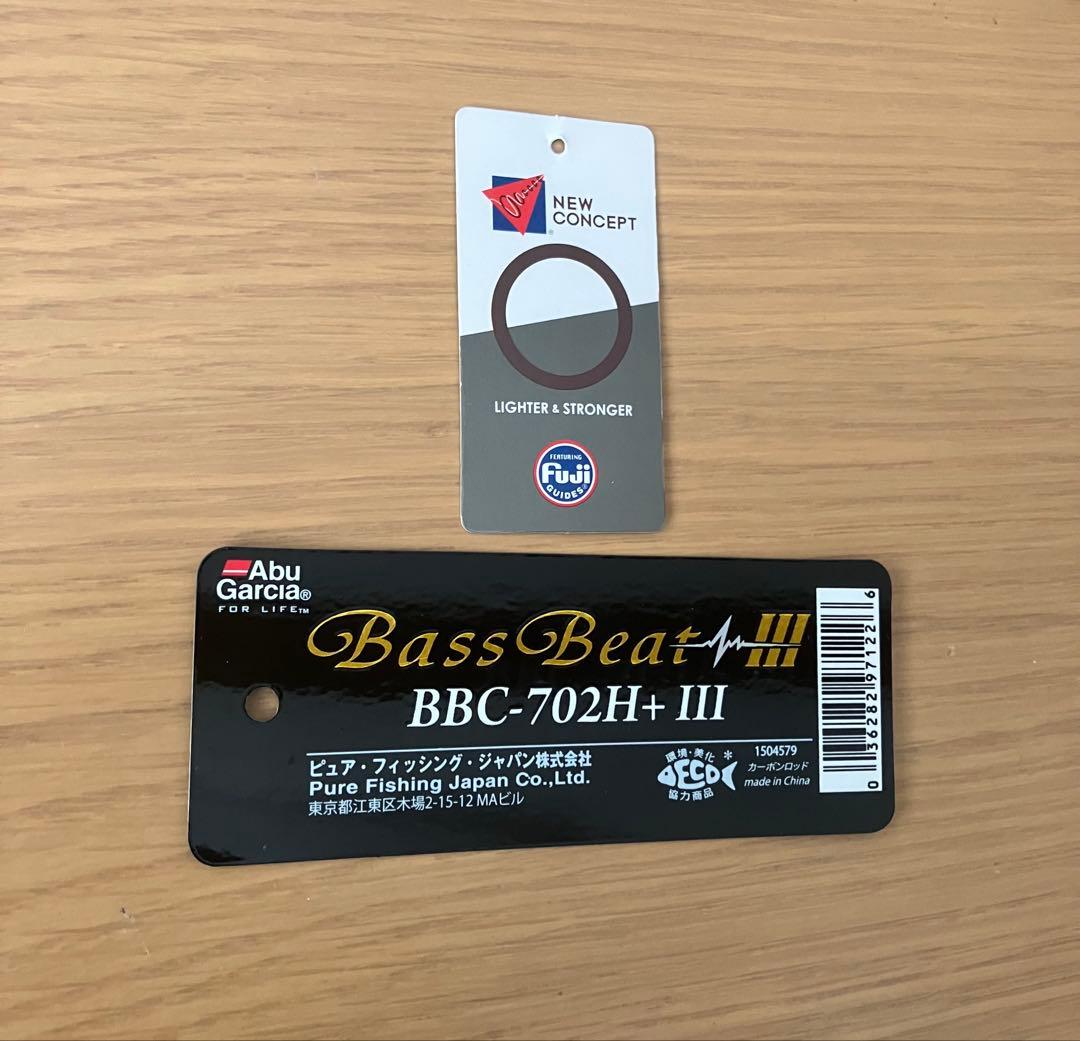 NEW
CONCEPT
LIGHTER & STRONGER
FEATURING
Fuji
GUIDES®
Abu
Garcia®
FOR LIFE™
Bass Beat III
BBC-702H+ III
ピュア・フィッシング・ジャパン株式会社
Pure Fishing Japan Co.,Ltd.
東京都江東区木場2-15-12 MAビル
環境・美化
ECO
協力商品
*
1504579
カーボンロッド
made in China
0 36282 97122 6